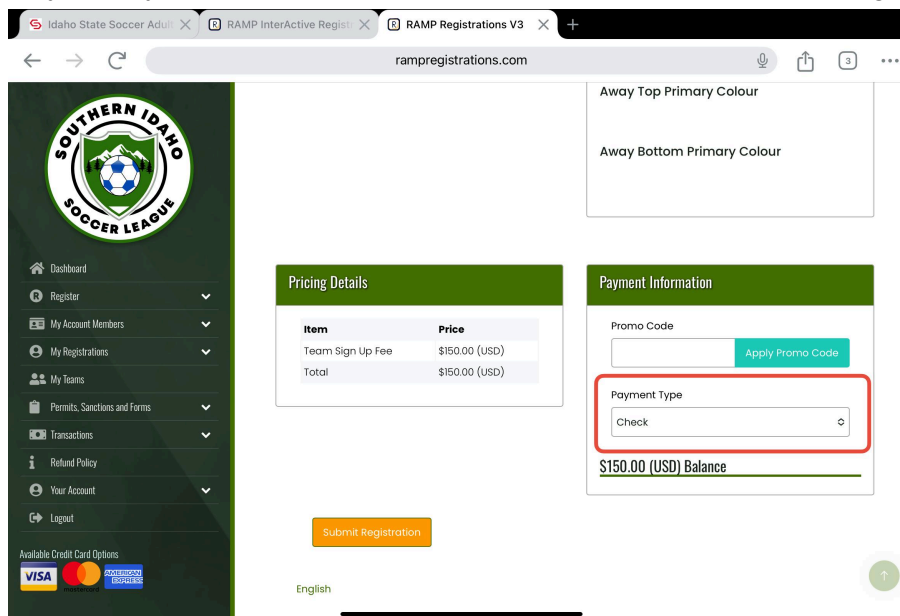 Idaho State Soccer Adul
RAMP InterActive Regist
RAMP Registrations V3
rampregistrations.com
3
SOUTHERN IDAHO
SOCCER LEAGUE
Dashboard
Register
My Account Members
My Registrations
My Teams
Permits, Sanctions and Forms
Transactions
Refund Policy
Your Account
Logout
Available Credit Card Options
VISA
mastercard
AMERICAN
EXPRESS
Away Top Primary Colour
Away Bottom Primary Colour
Pricing Details
Item Price
Team Sign Up Fee $150.00 (USD)
Total $150.00 (USD)
Payment Information
Promo Code
Apply Promo Code
Payment Type
Check
$150.00 (USD) Balance
Submit Registration
English